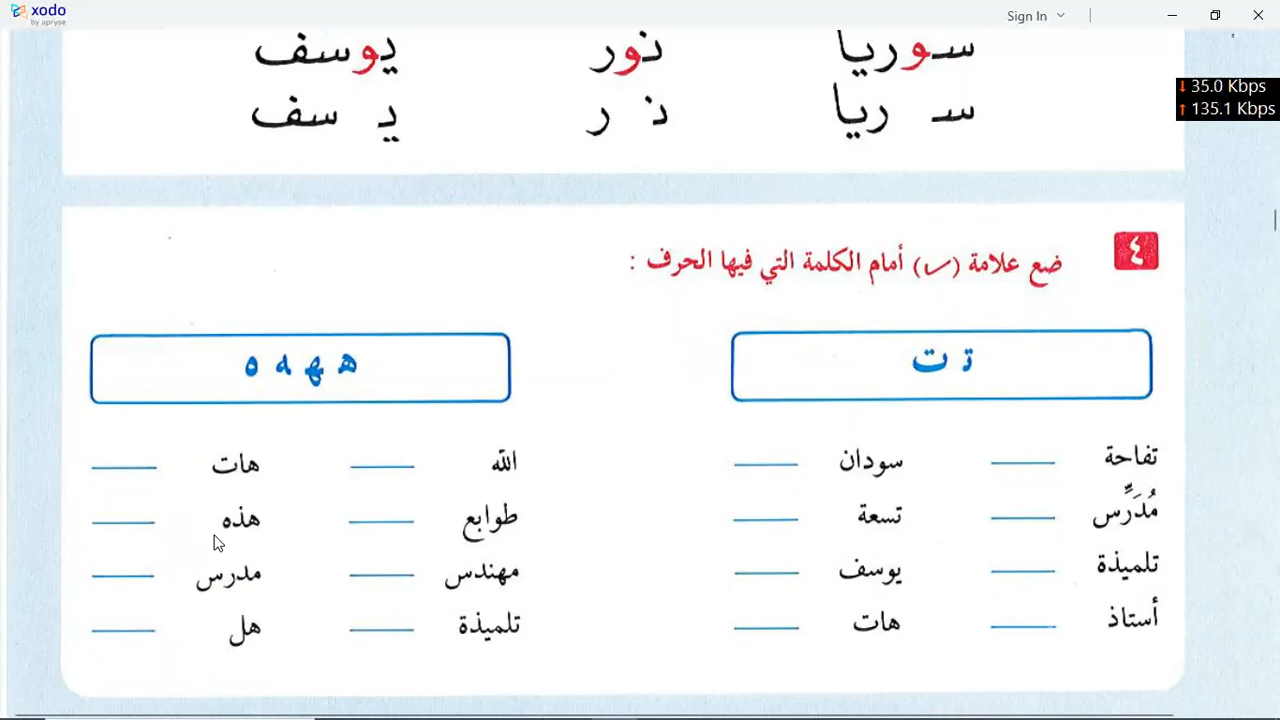 xodo
by apryse
Sign In
35.0 Kbps
135.1 Kbps
سوريا نور يوسف
سـ ريا نـ ر يـ سف
٤ ضع علامة (✓) أمام الكلمة التي فيها الحرف :
تـ ت
هـ ـهـ ـه ه
تفاحة سودان
مُدَرِّس تسعة
تلميذة يوسف
أستاذ هات
الله هات
طوابع هذه
مهندس مدرس
تلميذة هل